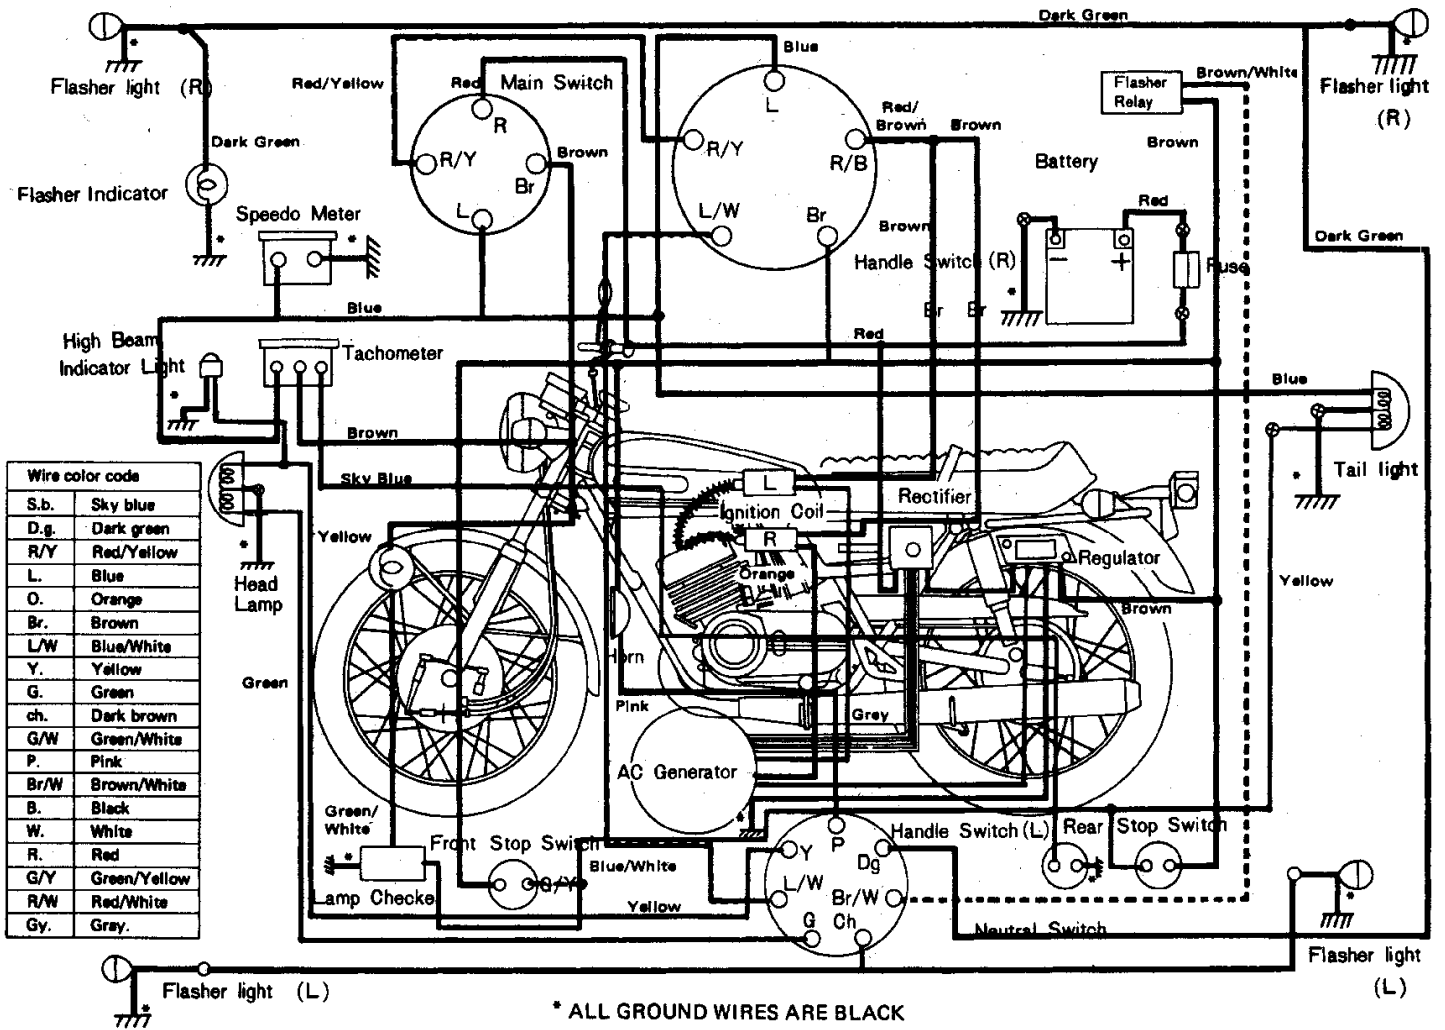 Dark Green
Flasher light (R)
Flasher light
(R)
Blue
Red/Yellow
Red
Main Switch
Brown/White
Flasher
Relay
L
R
Red/
Brown
Brown
Dark Green
R/Y
Br
Brown
R/Y
R/B
Brown
Battery
Flasher Indicator
Speedo Meter
*
*
L
L/W
Br
Brown
Red
Dark Green
Handle Switch (R)
Fuse
*
Blue
Br
Br
Red
High Beam
Indicator Light
Tachometer
*
Blue
Brown
Tail light
*
Sky Blue
L
Ignition Coil
R
Rectifier
Yellow
Orange
Regulator
Yellow
Brown
*
Head
Lamp
Wire color code
S.b. Sky blue
D.g. Dark green
R/Y Red/Yellow
L. Blue
O. Orange
Br. Brown
L/W Blue/White
Y. Yellow
G. Green
ch. Dark brown
G/W Green/White
P. Pink
Br/W Brown/White
B. Black
W. White
R. Red
G/Y Green/Yellow
R/W Red/White
Gy. Gray.
Green
Horn
Pink
Grey
AC Generator
*
Green/
White
Front Stop Switch
G/Y
Blue/White
*
Lamp Checke
Yellow
Handle Switch (L)
Rear Stop Switch
P
Y
Dg
L/W
Br/W
G
Ch
*
Neutral Switch
*
Flasher light
(L)
Flasher light (L)
*
* ALL GROUND WIRES ARE BLACK